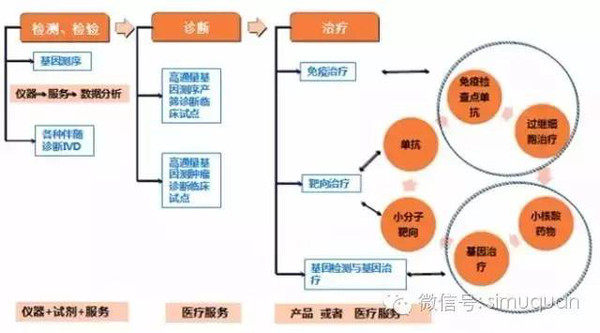 检测、检验
诊断
治疗
基因测序
仪器 服务 数据分析
各种伴随
诊断IVD
高通量基
因测序产
筛诊断临
床试点
高通量基
因测肿瘤
诊断临床
试点
免疫治疗
靶向治疗
基因检测与基因治
疗
免疫检
查点单
抗
过继细
胞治疗
单抗
小分子
靶向
小核酸
药物
基因治
疗
仪器+试剂+服务
医疗服务
产品 或者 医疗服务
微信号: simuquan